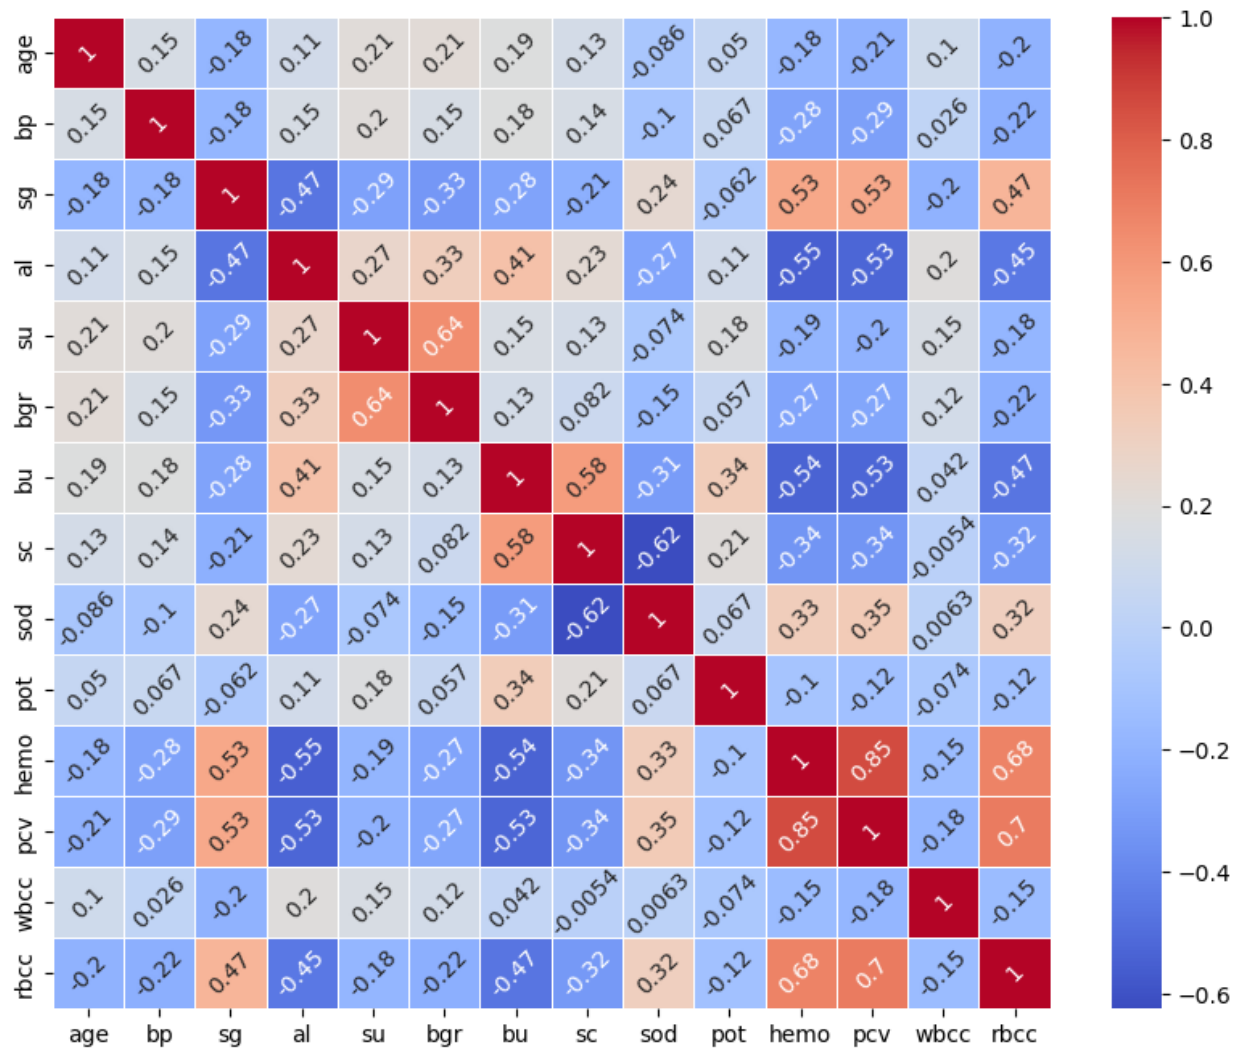 age 1 0.15 -0.18 0.11 0.21 0.21 0.19 0.13 -0.086 0.05 -0.18 -0.21 0.1 -0.2
bp 0.15 1 -0.18 0.15 0.2 0.15 0.18 0.14 -0.1 0.067 -0.28 -0.29 0.026 -0.22
sg -0.18 -0.18 1 -0.47 -0.29 -0.33 -0.28 -0.21 0.24 -0.062 0.53 0.53 -0.2 0.47
al 0.11 0.15 -0.47 1 0.27 0.33 0.41 0.23 -0.27 0.11 -0.55 -0.53 0.2 -0.45
su 0.21 0.2 -0.29 0.27 1 0.64 0.15 0.13 -0.074 0.18 -0.19 -0.2 0.15 -0.18
bgr 0.21 0.15 -0.33 0.33 0.64 1 0.13 0.082 -0.15 0.057 -0.27 -0.27 0.12 -0.22
bu 0.19 0.18 -0.28 0.41 0.15 0.13 1 0.58 -0.31 0.34 -0.54 -0.53 0.042 -0.47
sc 0.13 0.14 -0.21 0.23 0.13 0.082 0.58 1 -0.62 0.21 -0.34 -0.34 -0.0054 -0.32
sod -0.086 -0.1 0.24 -0.27 -0.074 -0.15 -0.31 -0.62 1 0.067 0.33 0.35 0.0063 0.32
pot 0.05 0.067 -0.062 0.11 0.18 0.057 0.34 0.21 0.067 1 -0.1 -0.12 -0.074 -0.12
hemo -0.18 -0.28 0.53 -0.55 -0.19 -0.27 -0.54 -0.34 0.33 -0.1 1 0.85 -0.15 0.68
pcv -0.21 -0.29 0.53 -0.53 -0.2 -0.27 -0.53 -0.34 0.35 -0.12 0.85 1 -0.18 0.7
wbcc 0.1 0.026 -0.2 0.2 0.15 0.12 0.042 -0.0054 0.0063 -0.074 -0.15 -0.18 1 -0.15
rbcc -0.2 -0.22 0.47 -0.45 -0.18 -0.22 -0.47 -0.32 0.32 -0.12 0.68 0.7 -0.15 1
age bp sg al su bgr bu sc sod pot hemo pcv wbcc rbcc
1.0
0.8
0.6
0.4
0.2
0.0
−0.2
−0.4
−0.6